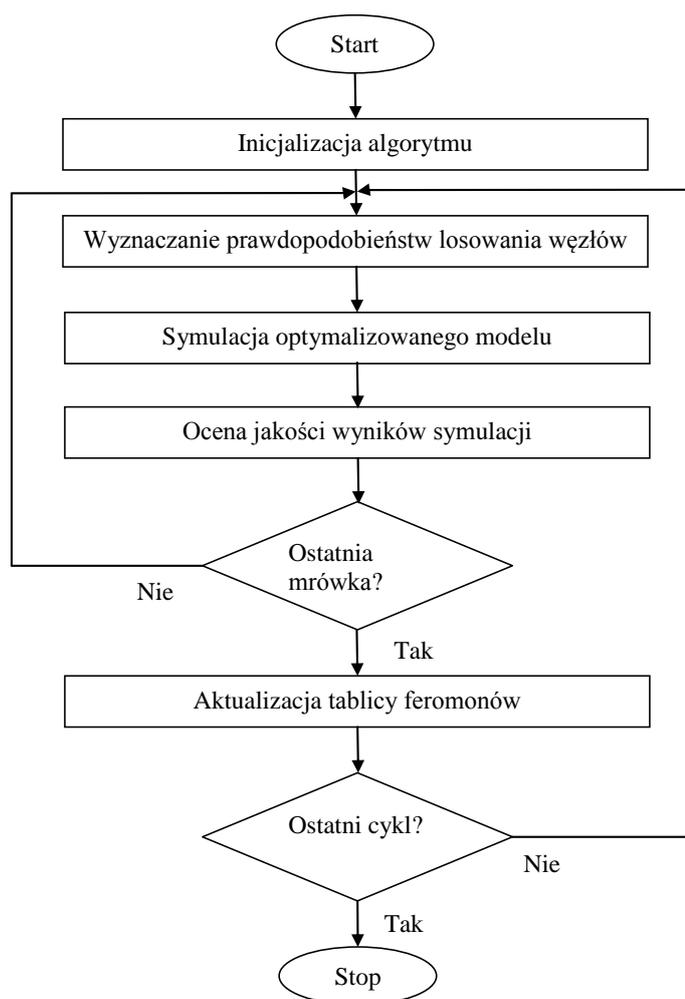 Start
Inicjalizacja algorytmu
Wyznaczanie prawdopodobieństw losowania węzłów
Symulacja optymalizowanego modelu
Ocena jakości wyników symulacji
Ostatnia
mrówka?
Nie
Tak
Aktualizacja tablicy feromonów
Ostatni cykl?
Nie
Tak
Stop